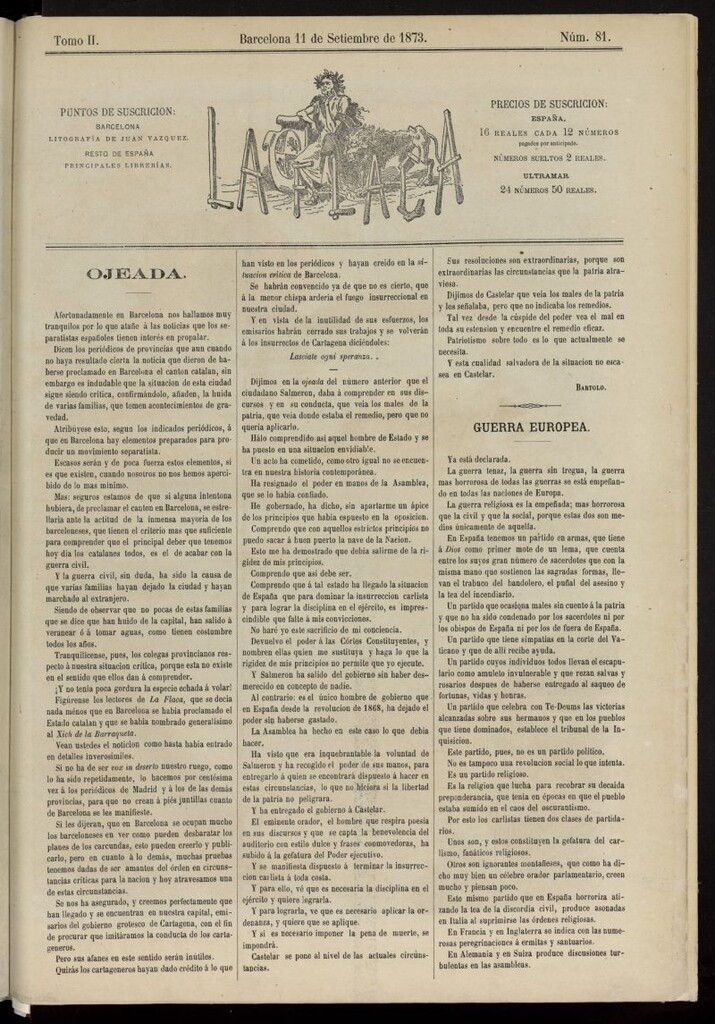 Tomo II.
Barcelona 11 de Setiembre de 1873.
Núm. 81.
PUNTOS DE SUSCRICION:
BARCELONA
LITOGRAFÍA DE JUAN VAZQUEZ.
RESTO DE ESPAÑA
PRINCIPALES LIBRERÍAS.
LA FLACA
PRECIOS DE SUSCRICION:
ESPAÑA.
16 REALES CADA 12 NÚMEROS
pagados por anticipado.
NÚMEROS SUELTOS 2 REALES.
ULTRAMAR
24 NÚMEROS 50 REALES.
OJEADA.
Afortunadamente en Barcelona nos hallamos muy
tranquilos por lo que atañe á las noticias que los se-
paratistas españoles tienen interés en propalar.
Dicen los periódicos de provincias que aun cuando
no haya resultado cierta la noticia que dieron de ha-
berse proclamado en Barcelona el canton catalan, sin
embargo es indudable que la situacion de esta ciudad
sigue siendo crítica, confirmándolo, añaden, la huida
de varias familias, que temen acontecimientos de gra-
vedad.
Atribúyese esto, segun los indicados periódicos, á
que en Barcelona hay elementos preparados para pro-
ducir un movimiento separatista.
Escasos serán y de poca fuerza estos elementos, si
es que existen, cuando nosotros no nos hemos aperci-
bido de lo mas mínimo.
Mas: seguros estamos de que si alguna intentona
hubiera, de proclamar el canton en Barcelona, se es-
trellaria ante la actitud de la inmensa mayoría de los
barceloneses, que tienen el criterio mas que suficiente
para comprender que el principal deber que tenemos
hoy dia los catalanes todos, es el de acabar con la
guerra civil.
Y la guerra civil, sin duda, ha sido la causa de
que varias familias hayan dejado la ciudad y hayan
marchado al extranjero.
Siendo de observar que no pocas de estas familias
que se dice que han huido de la capital, han salido á
veranear ó á tomar aguas, como tienen costumbre
todos los años.
Tranquilícense, pues, los colegas provincianos res-
pecto á nuestra situacion crítica, porque esta no existe
en el sentido que ellos dan á comprender.
¡Y no tenia poca gordura la especie echada á volar!
Figúrense los lectores de La Flaca, que se decia
nada ménos que en Barcelona se habia proclamado el
Estado catalan y que se habia nombrado generalísimo
al Xich de la Barraqueta.
Vean ustedes el noticion como hasta habia entrado
en detalles inverosímiles.
Si no ha de ser voz in deserto nuestro ruego, como
lo ha sido repetidamente, lo hacemos por centésima
vez á los periódicos de Madrid y á los de las demás
provincias, para que no crean á piés juntillas cuanto
de Barcelona se les manifieste.
Si les dijeran, que en Barcelona se ocupan mucho
los barceloneses en ver como pueden desbaratar los
planes de los carcundas, esto pueden creerlo y publi-
carlo, pero en cuanto á lo demás, muchas pruebas
tenemos dadas de ser amantes del órden en circuns-
tancias críticas para la nacion y hoy atravesamos una
de estas circunstancias.
Se nos ha asegurado, y creemos perfectamente que
han llegado y se encuentran en nuestra capital, emi-
sarios del gobierno grotesco de Cartagena, con el fin
de procurar que imitáramos la conducta de los carta-
generos.
Pero sus afanes en este sentido serán inútiles.
Quizás los cartageneros hayan dado crédito á lo que
han visto en los periódicos y hayan creido en la si-
tuacion crítica de Barcelona.
Se habrán convencido ya de que no es cierto, que
á la menor chispa arderia el fuego insurreccional en
nuestra ciudad.
Y en vista de la inutilidad de sus esfuerzos, los
emisarios habrán cerrado sus trabajos y se volverán
á los insurrectos de Cartagena diciéndoles:
Lasciate ogni speranza. .
Dijimos en la ojeada del número anterior que el
ciudadano Salmeron, daba á comprender en sus dis-
cursos y en su conducta, que veia los males de la
patria, que veia donde estaba el remedio, pero que no
queria aplicarlo.
Hálo comprendido así aquel hombre de Estado y se
ha puesto en una situacion envidiable.
Un acto ha cometido, como otro igual no se encuen-
tra en nuestra historia contemporánea.
Ha resignado el poder en manos de la Asamblea,
que se lo habia confiado.
He gobernado, ha dicho, sin apartarme un ápice
de los principios que habia expuesto en la oposicion.
Comprendo que con aquellos estrictos principios no
puedo sacar á buen puerto la nave de la Nacion.
Esto me ha demostrado que debia salirme de la ri-
gidez de mis principios.
Comprendo que así debe ser.
Comprendo que á tal estado ha llegado la situacion
de España que para dominar la insurreccion carlista
y para lograr la disciplina en el ejército, es impres-
cindible que falte á mis convicciones.
No haré yo este sacrificio de mi conciencia.
Devuelvo el poder á las Córtes Constituyentes, y
nombren ellas quien me sustituya y haga lo que la
rigidez de mis principios no permite que yo ejecute.
Y Salmeron ha salido del gobierno sin haber des-
merecido en concepto de nadie.
Al contrario: es el único hombre de gobierno que
en España desde la revolucion de 1868, ha dejado el
poder sin haberse gastado.
La Asamblea ha hecho en este caso lo que debia
hacer.
Ha visto que era inquebrantable la voluntad de
Salmeron y ha recogido el poder de sus manos, para
entregarlo á quien se encontrará dispuesto á hacer en
estas circunstancias, lo que no hiciera si la libertad
de la patria no peligrara.
Y ha entregado el gobierno á Castelar.
El eminente orador, el hombre que respira poesía
en sus discursos y que se capta la benevolencia del
auditorio con estilo dulce y frases conmovedoras, ha
subido á la gefatura del Poder ejecutivo.
Y se manifiesta dispuesto á terminar la insurrec-
cion carlista á toda costa.
Y para ello, vé que es necesaria la disciplina en el
ejército y quiere lograrla.
Y para lograrla, ve que es necesario aplicar la or-
denanza, y quiere que se aplique.
Y si es necesario imponer la pena de muerte, se
impondrá.
Castelar se pone al nivel de las actuales circúns-
tancias.
Sus resoluciones son extraordinarias, porque son
extraordinarias las circunstancias que la patria atra-
viesa.
Dijimos de Castelar que veia los males de la patria
y los señalaba, pero que no indicaba los remedios.
Tal vez desde la cúspide del poder vea el mal en
toda su estension y encuentre el remedio eficaz.
Patriotismo sobre todo es lo que actualmente se
necesita.
Y esta cualidad salvadora de la situacion no esca-
sea en Castelar.
BARTOLO.
GUERRA EUROPEA.
Ya está declarada.
La guerra tenaz, la guerra sin tregua, la guerra
mas horrorosa de todas las guerras se está empeñan-
do en todas las naciones de Europa.
La guerra religiosa es la empeñada; mas horrorosa
que la civil y que la social, porque estas dos son me-
dios únicamente de aquella.
En España tenemos un partido en armas, que tiene
á Dios como primer mote de un lema, que cuenta
entre los suyos gran número de sacerdotes que con la
misma mano que sostienen las sagradas formas, lle-
van el trabuco del bandolero, el puñal del asesino y
la tea del incendiario.
Un partido que ocasiona males sin cuento á la patria
y que no ha sido condenado por los sacerdotes ni por
los obispos de España ni por los de fuera de España.
Un partido que tiene simpatías en la corte del Va-
ticano y que de allí recibe ayuda.
Un partido cuyos individuos todos llevan el escapu-
lario como amuleto invulnerable y que rezan salves y
rosarios despues de haberse entregado al saqueo de
fortunas, vidas y honras.
Un partido que celebra con Te-Deums las victorias
alcanzadas sobre sus hermanos y que en los pueblos
que tiene dominados, establece el tribunal de la In-
quisicion.
Este partido, pues, no es un partido político.
No es tampoco una revolucion social lo que intenta.
Es un partido religioso.
Es la religion que lucha para recobrar su decaida
preponderancia, que tenia en épocas en que el pueblo
estaba sumido en el caos del oscurantismo.
Por esto los carlistas tienen dos clases de partida-
rios.
Unos son, y estos constituyen la gefatura del car-
lismo, fanáticos religiosos.
Otros son ignorantes montañeses, que como ha di-
cho muy bien un célebre orador parlamentario, creen
mucho y piensan poco.
Este mismo partido que en España horroriza ati-
zando la tea de la discordia civil, produce asonadas
en Italia al suprimirse las órdenes religiosas.
En Francia y en Inglaterra se indica con las nume-
rosas peregrinaciones á ermitas y santuarios.
En Alemania y en Suiza produce discusiones tur-
bulentas en las asambleas.